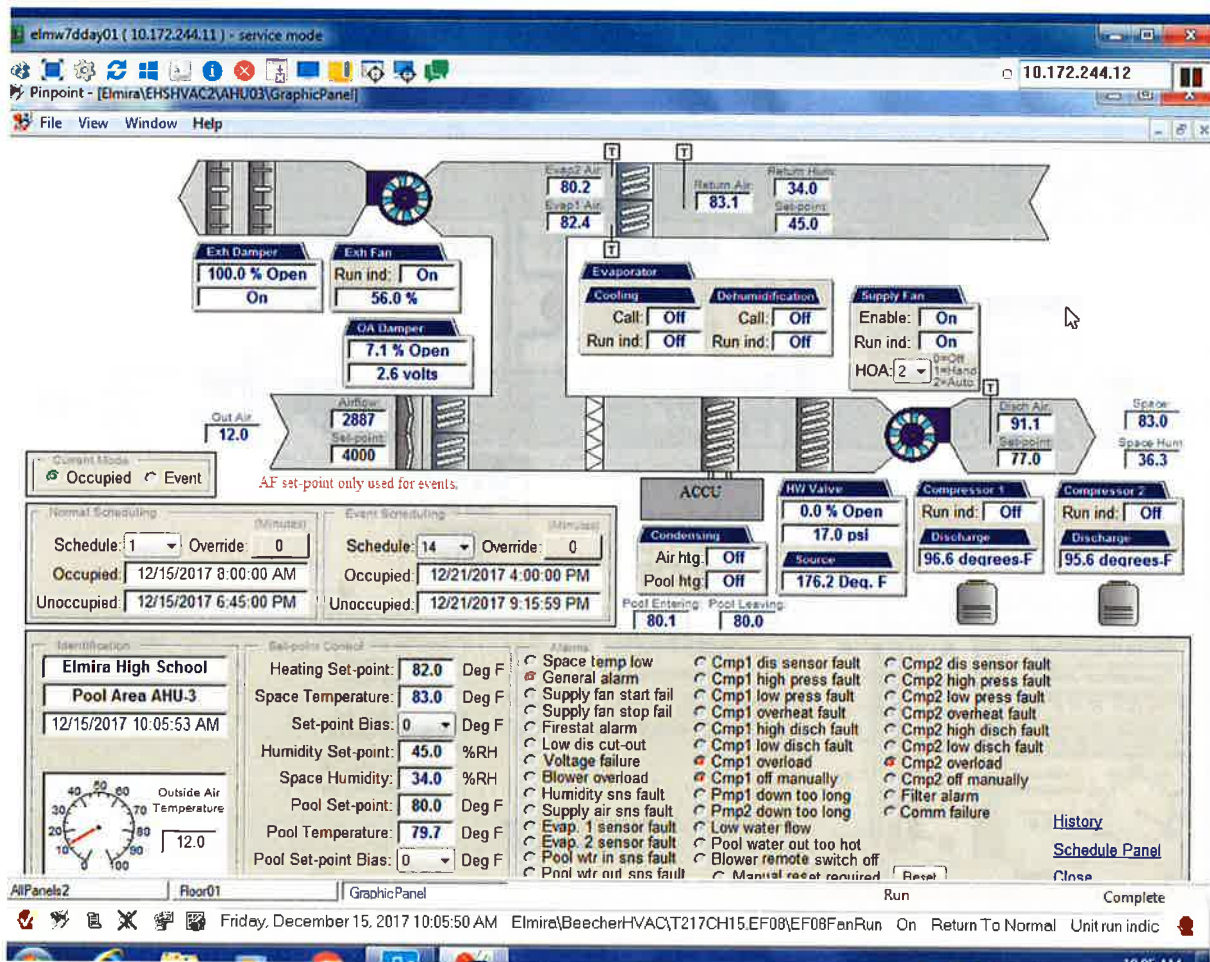 elmw7dday01 ( 10.172.244.11 ) - service mode
10.172.244.12
Pinpoint - [Elmira\EHSHVAC2\AHU03\GraphicPanel]
File View Window Help
T T
Evap2 Air:
80.2
Evap1 Air:
82.4
Return Air:
83.1
Return Hum:
34.0
Set-point:
45.0
T
Exh Damper
100.0 % Open
On
Exh Fan
Run ind: On
56.0 %
OA Damper
7.1 % Open
2.6 volts
Evaporator
Cooling
Call: Off
Run ind: Off
Dehumidification
Call: Off
Run ind: Off
Supply Fan
Enable: On
Run ind: On
HOA: 2
0=Off
1=Hand
2=Auto
T
Out Air
12.0
Airflow:
2887
Set-point:
4000
Disch Air:
91.1
Set-point:
77.0
Space:
83.0
Space Hum
36.3
Current Mode
Occupied Event
AF set-point only used for events.
ACCU
Condensing
Air htg: Off
Pool htg: Off
HW Valve
0.0 % Open
17.0 psi
Source
176.2 Deg. F
Compressor 1
Run ind: Off
Discharge
96.6 degrees-F
Compressor 2
Run ind: Off
Discharge
95.6 degrees-F
Pool Entering:
80.1
Pool Leaving:
80.0
Normal Scheduling
(Minutes)
Schedule: 1 Override: 0
Occupied: 12/15/2017 8:00:00 AM
Unoccupied: 12/15/2017 6:45:00 PM
Event Scheduling
(Minutes)
Schedule: 14 Override: 0
Occupied: 12/21/2017 4:00:00 PM
Unoccupied: 12/21/2017 9:15:59 PM
Identification
Elmira High School
Pool Area AHU-3
12/15/2017 10:05:53 AM
Outside Air
Temperature
12.0
0 10 20 30 40 50 60 70 80 90 100
Set-point Control
Heating Set-point: 82.0 Deg F
Space Temperature: 83.0 Deg F
Set-point Bias: 0 Deg F
Humidity Set-point: 45.0 %RH
Space Humidity: 34.0 %RH
Pool Set-point: 80.0 Deg F
Pool Temperature: 79.7 Deg F
Pool Set-point Bias: 0 Deg F
Alarms
Space temp low
General alarm
Supply fan start fail
Supply fan stop fail
Firestat alarm
Low dis cut-out
Voltage failure
Blower overload
Humidity sns fault
Supply air sns fault
Evap. 1 sensor fault
Evap. 2 sensor fault
Pool wtr in sns fault
Pool wtr out sns fault
Cmp1 dis sensor fault
Cmp1 high press fault
Cmp1 low press fault
Cmp1 overheat fault
Cmp1 high disch fault
Cmp1 low disch fault
Cmp1 overload
Cmp1 off manually
Pmp1 down too long
Pmp2 down too long
Low water flow
Pool water out too hot
Blower remote switch off
Manual reset required Reset
Cmp2 dis sensor fault
Cmp2 high press fault
Cmp2 low press fault
Cmp2 overheat fault
Cmp2 high disch fault
Cmp2 low disch fault
Cmp2 overload
Cmp2 off manually
Filter alarm
Comm failure
History
Schedule Panel
Close
AllPanels2 Floor01 GraphicPanel Run Complete
Friday, December 15, 2017 10:05:50 AM Elmira\BeecherHVAC\T217CH15.EF08\EF08FanRun On Return To Normal Unit run indic
10:05 AM